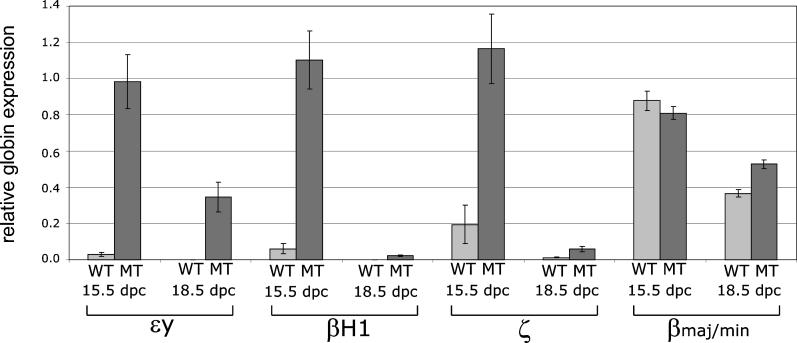 relative globin expression
1.4
1.2
1.0
0.8
0.6
0.4
0.2
0.0
WT MT WT MT WT MT WT MT WT MT WT MT WT MT WT MT
15.5 dpc 18.5 dpc 15.5 dpc 18.5 dpc 15.5 dpc 18.5 dpc 15.5 dpc 18.5 dpc
εy βH1 ζ βmaj/min